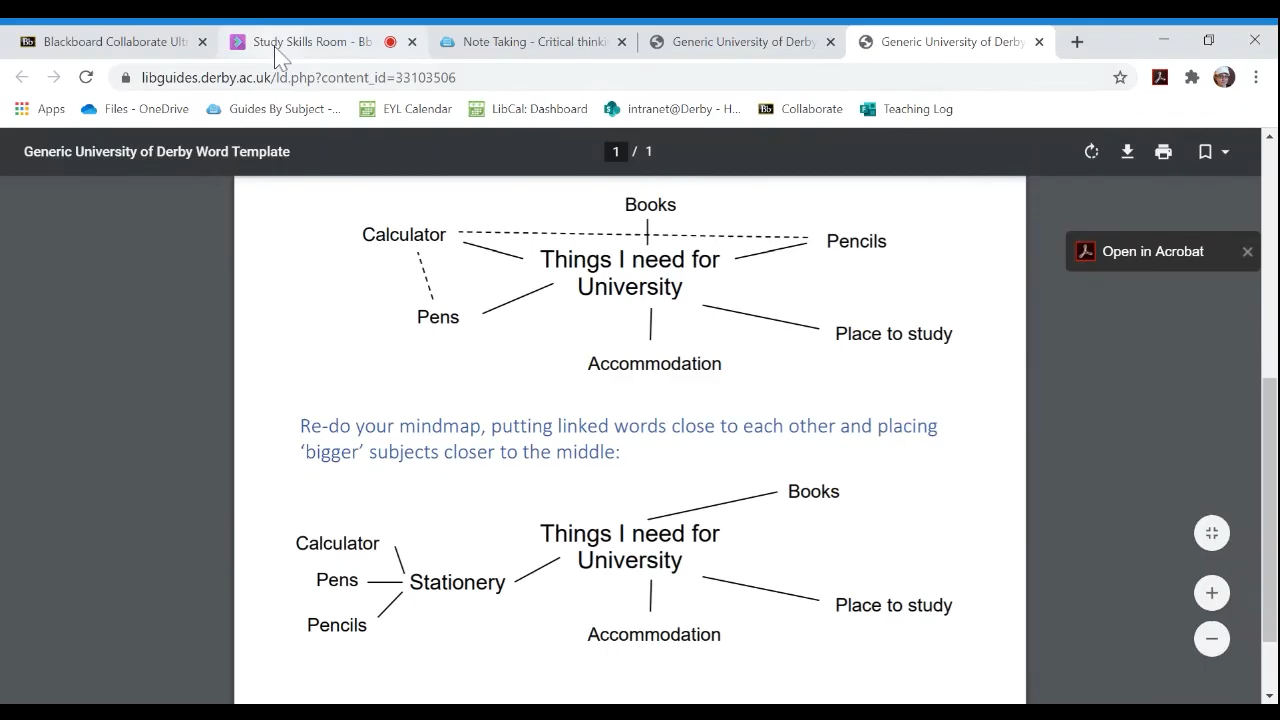 Blackboard Collaborate Ult
Study Skills Room - Bb
Note Taking - Critical thinki
Generic University of Derby
Generic University of Derby
libguides.derby.ac.uk/ld.php?content_id=33103506
Apps
Files - OneDrive
Guides By Subject -...
EYL Calendar
LibCal: Dashboard
intranet@Derby - H...
Bb Collaborate
Teaching Log
Generic University of Derby Word Template
1 / 1
Open in Acrobat
Books
Calculator
Pencils
Things I need for
University
Pens
Place to study
Accommodation
Re-do your mindmap, putting linked words close to each other and placing
‘bigger’ subjects closer to the middle:
Books
Things I need for
University
Calculator
Pens
Stationery
Pencils
Place to study
Accommodation